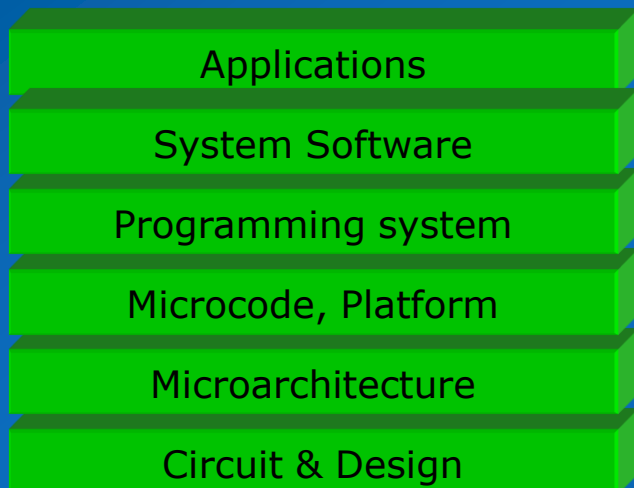 Applications
System Software
Programming system
Microcode, Platform
Microarchitecture
Circuit & Design